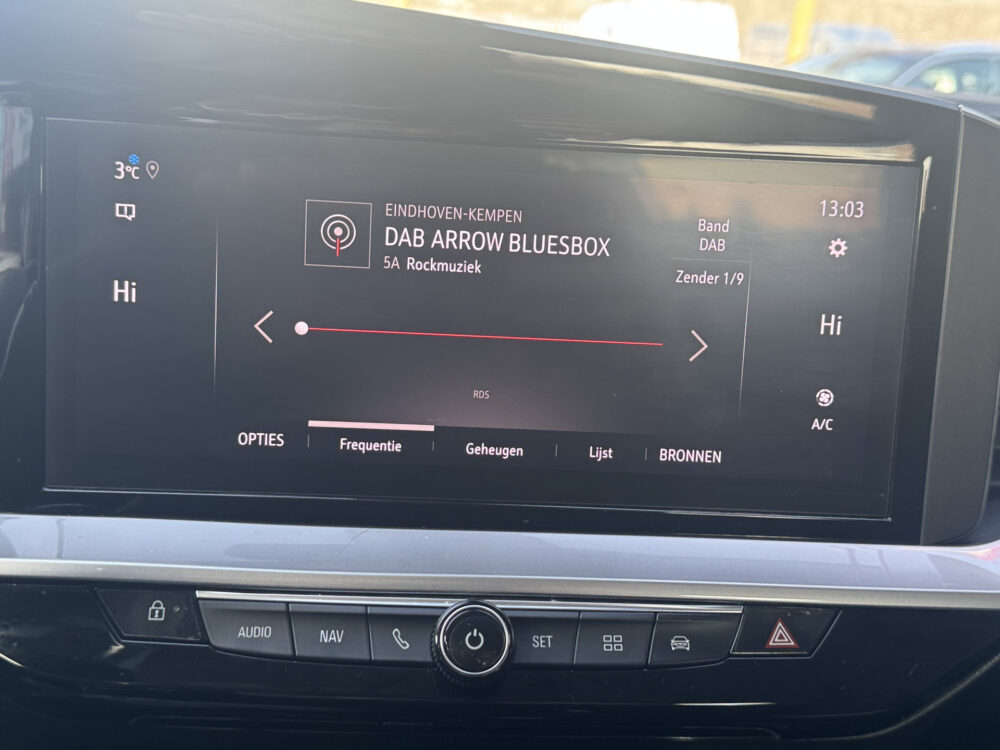 3°C
Hi
EINDHOVEN-KEMPEN
DAB ARROW BLUESBOX
5A Rockmuziek
Band
DAB
Zender 1/9
13:03
Hi
A/C
RDS
OPTIES
Frequentie
Geheugen
Lijst
BRONNEN
AUDIO
NAV
SET